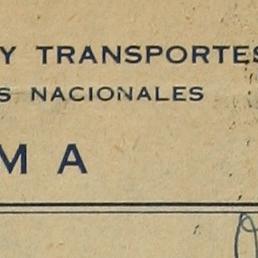 Y TRANSPORTES
S NACIONALES
M A